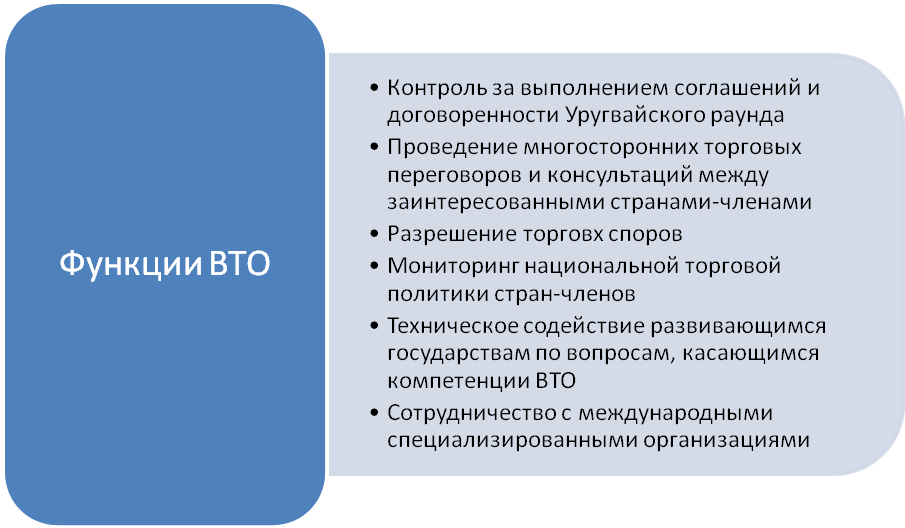 Функции ВТО
• Контроль за выполнением соглашений и
договоренности Уругвайского раунда
• Проведение многосторонних торговых
переговоров и консультаций между
заинтересованными странами-членами
• Разрешение торговх споров
• Мониторинг национальной торговой
политики стран-членов
• Техническое содействие развивающимся
государствам по вопросам, касающимся
компетенции ВТО
• Сотрудничество с международными
специализированными организациями